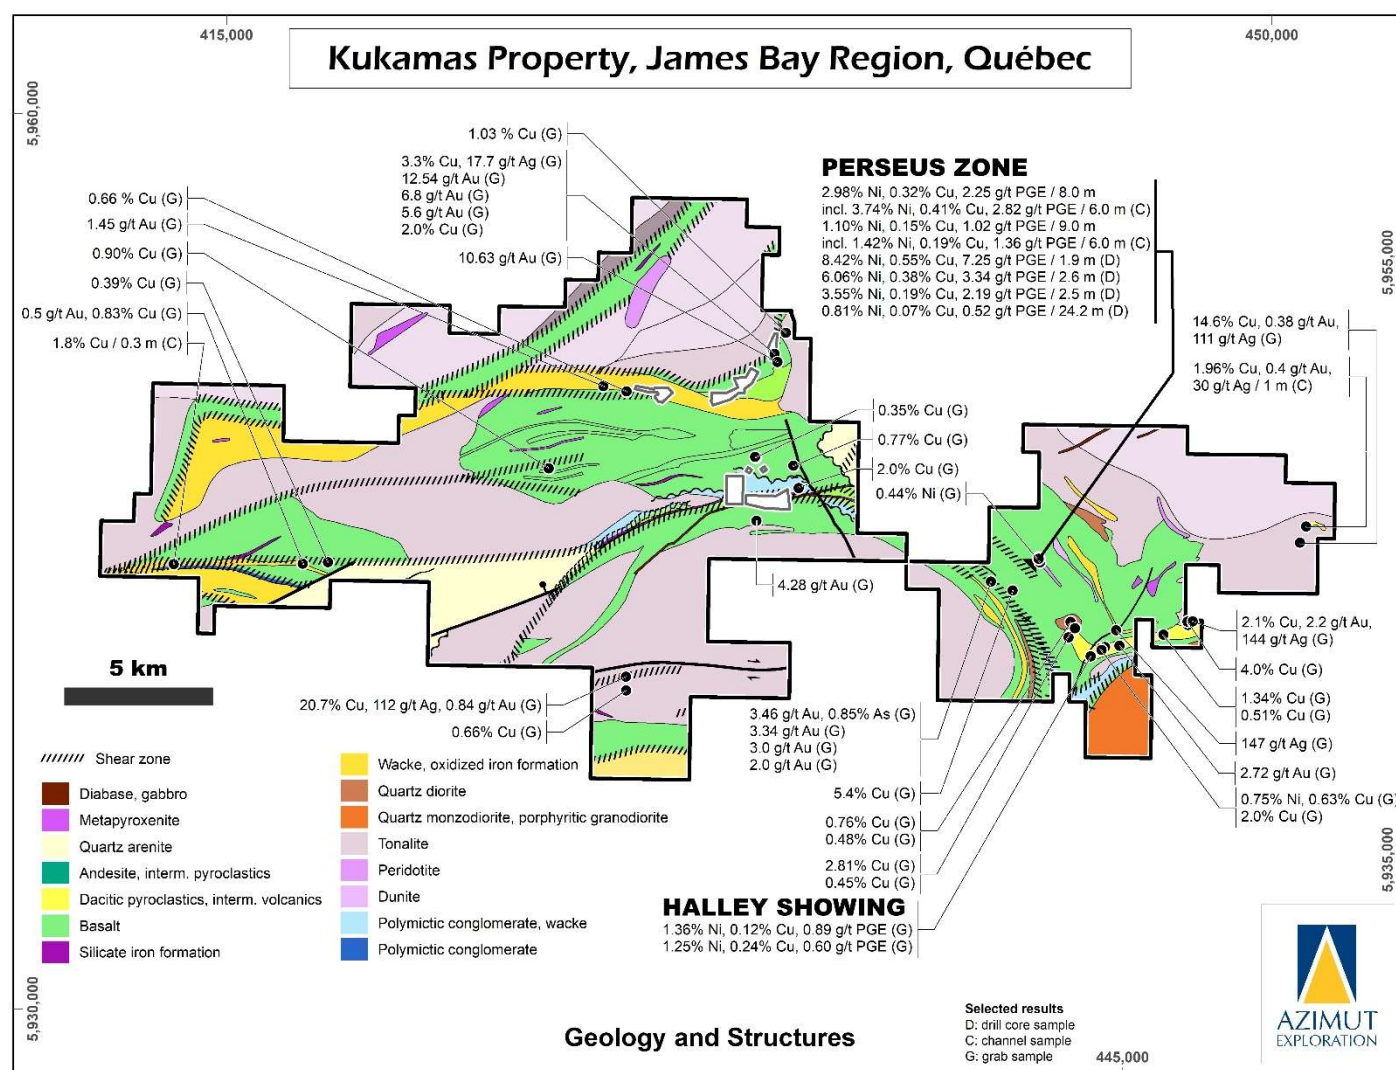 415,000
450,000
Kukamas Property, James Bay Region, Québec
5,960,000
5,955,000
1.03 % Cu (G)
3.3% Cu, 17.7 g/t Ag (G)
12.54 g/t Au (G)
6.8 g/t Au (G)
5.6 g/t Au (G)
2.0% Cu (G)
10.63 g/t Au (G)
0.66 % Cu (G)
1.45 g/t Au (G)
0.90% Cu (G)
0.39% Cu (G)
0.5 g/t Au, 0.83% Cu (G)
1.8% Cu / 0.3 m (C)
PERSEUS ZONE
2.98% Ni, 0.32% Cu, 2.25 g/t PGE / 8.0 m
incl. 3.74% Ni, 0.41% Cu, 2.82 g/t PGE / 6.0 m (C)
1.10% Ni, 0.15% Cu, 1.02 g/t PGE / 9.0 m
incl. 1.42% Ni, 0.19% Cu, 1.36 g/t PGE / 6.0 m (C)
8.42% Ni, 0.55% Cu, 7.25 g/t PGE / 1.9 m (D)
6.06% Ni, 0.38% Cu, 3.34 g/t PGE / 2.6 m (D)
3.55% Ni, 0.19% Cu, 2.19 g/t PGE / 2.5 m (D)
0.81% Ni, 0.07% Cu, 0.52 g/t PGE / 24.2 m (D)
14.6% Cu, 0.38 g/t Au,
111 g/t Ag (G)
1.96% Cu, 0.4 g/t Au,
30 g/t Ag / 1 m (C)
0.35% Cu (G)
0.77% Cu (G)
2.0% Cu (G)
0.44% Ni (G)
4.28 g/t Au (G)
2.1% Cu, 2.2 g/t Au,
144 g/t Ag (G)
4.0% Cu (G)
1.34% Cu (G)
0.51% Cu (G)
147 g/t Ag (G)
2.72 g/t Au (G)
0.75% Ni, 0.63% Cu (G)
2.0% Cu (G)
5 km
20.7% Cu, 112 g/t Ag, 0.84 g/t Au (G)
0.66% Cu (G)
3.46 g/t Au, 0.85% As (G)
3.34 g/t Au (G)
3.0 g/t Au (G)
2.0 g/t Au (G)
5.4% Cu (G)
0.76% Cu (G)
0.48% Cu (G)
2.81% Cu (G)
0.45% Cu (G)
HALLEY SHOWING
1.36% Ni, 0.12% Cu, 0.89 g/t PGE (G)
1.25% Ni, 0.24% Cu, 0.60 g/t PGE (G)
Shear zone
Diabase, gabbro
Metapyroxenite
Quartz arenite
Andesite, interm. pyroclastics
Dacitic pyroclastics, interm. volcanics
Basalt
Silicate iron formation
Wacke, oxidized iron formation
Quartz diorite
Quartz monzodiorite, porphyritic granodiorite
Tonalite
Peridotite
Dunite
Polymictic conglomerate, wacke
Polymictic conglomerate
5,935,000
5,930,000
Geology and Structures
Selected results
D: drill core sample
C: channel sample
G: grab sample
445,000
AZIMUT
EXPLORATION